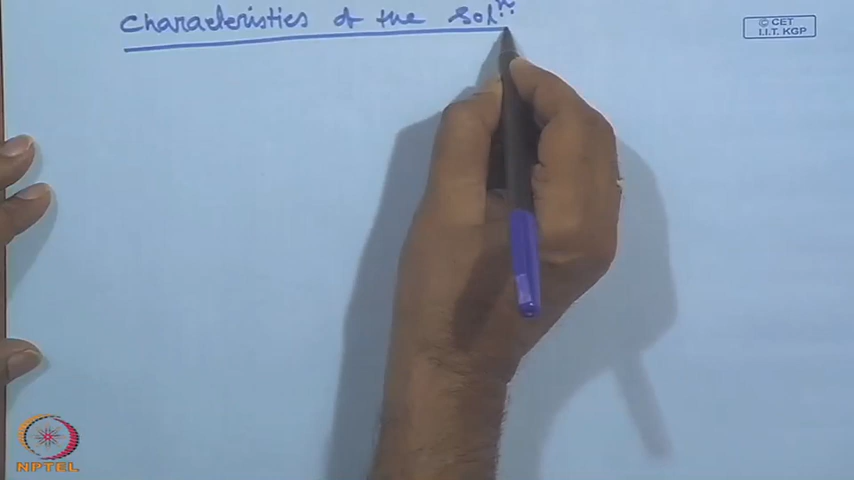 Characteristics of the Solⁿ:
© CET
I.I.T. KGP
NPTEL